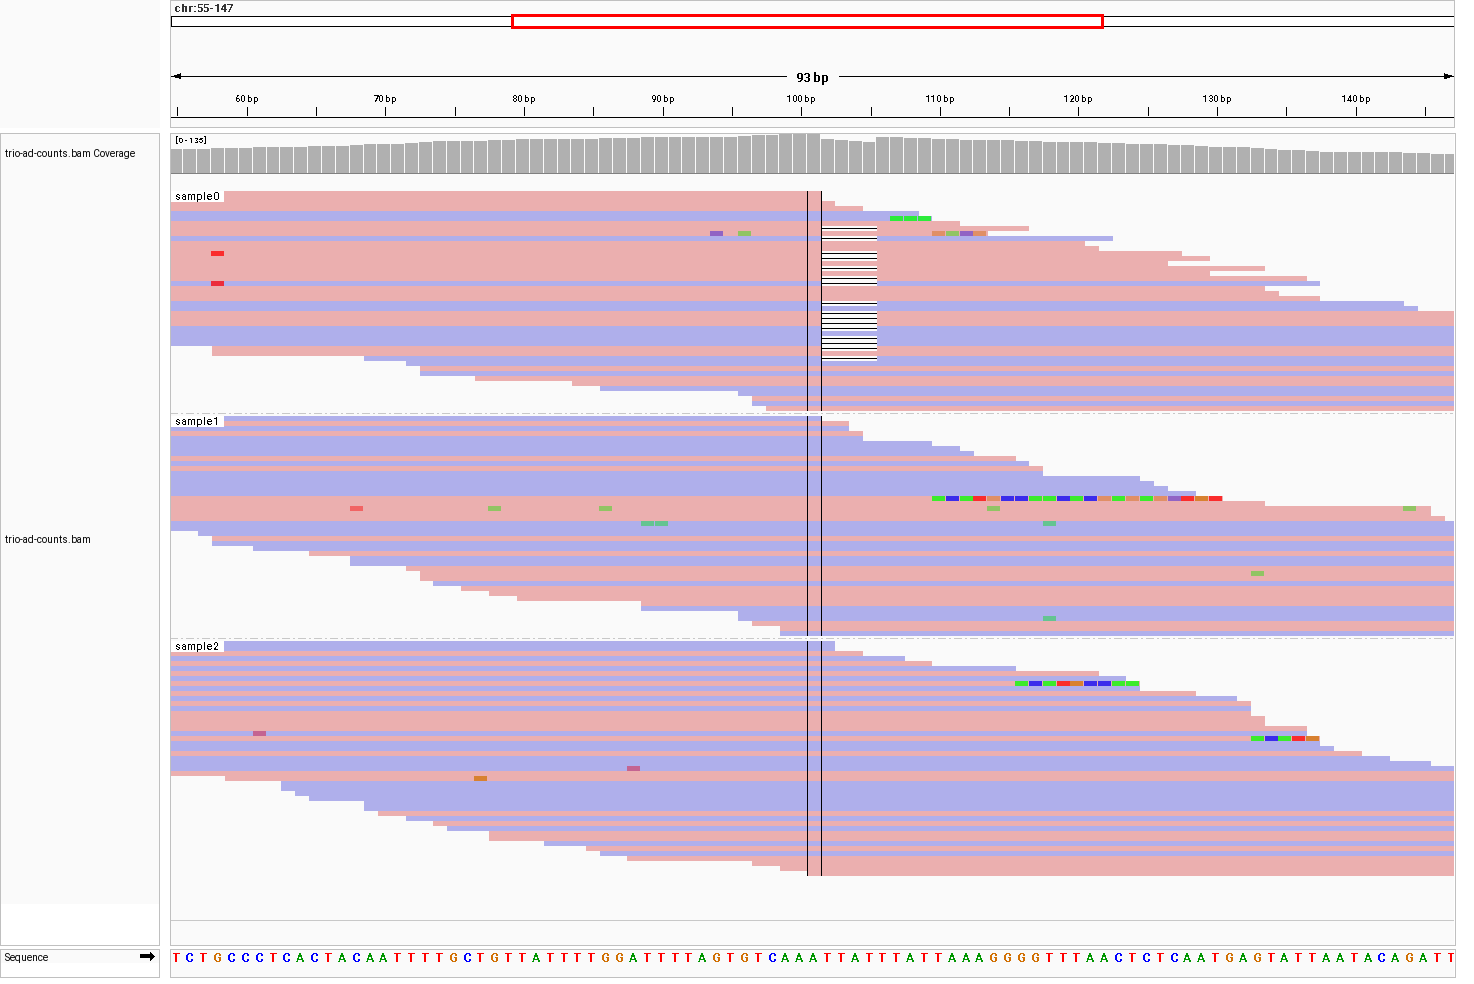 chr:55-147
93 bp
60 bp 70 bp 80 bp 90 bp 100 bp 110 bp 120 bp 130 bp 140 bp
[0 - 135]
trio-ad-counts.bam Coverage
sample0
sample1
trio-ad-counts.bam
sample2
Sequence
T C T G C C C T C A C T A C A A T T T T G C T G T T A T T T T G G A T T T T A G T G T C A A A T T A T T T A T T A A A G G G G T T T A A C T C T C A A T G A G T A T T A A T A C A G A T T